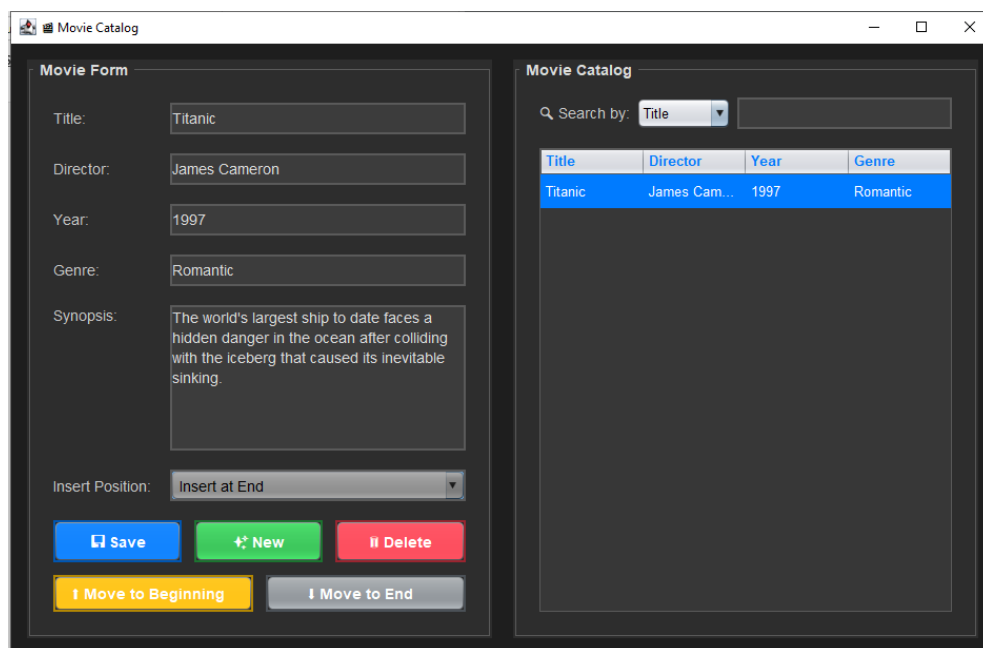 Movie Catalog
Movie Form
Title: Titanic
Director: James Cameron
Year: 1997
Genre: Romantic
Synopsis: The world's largest ship to date faces a
hidden danger in the ocean after colliding
with the iceberg that caused its inevitable
sinking.
Insert Position: Insert at End
Save New Delete
Move to Beginning Move to End
Movie Catalog
Search by: Title
Title Director Year Genre
Titanic James Cam... 1997 Romantic